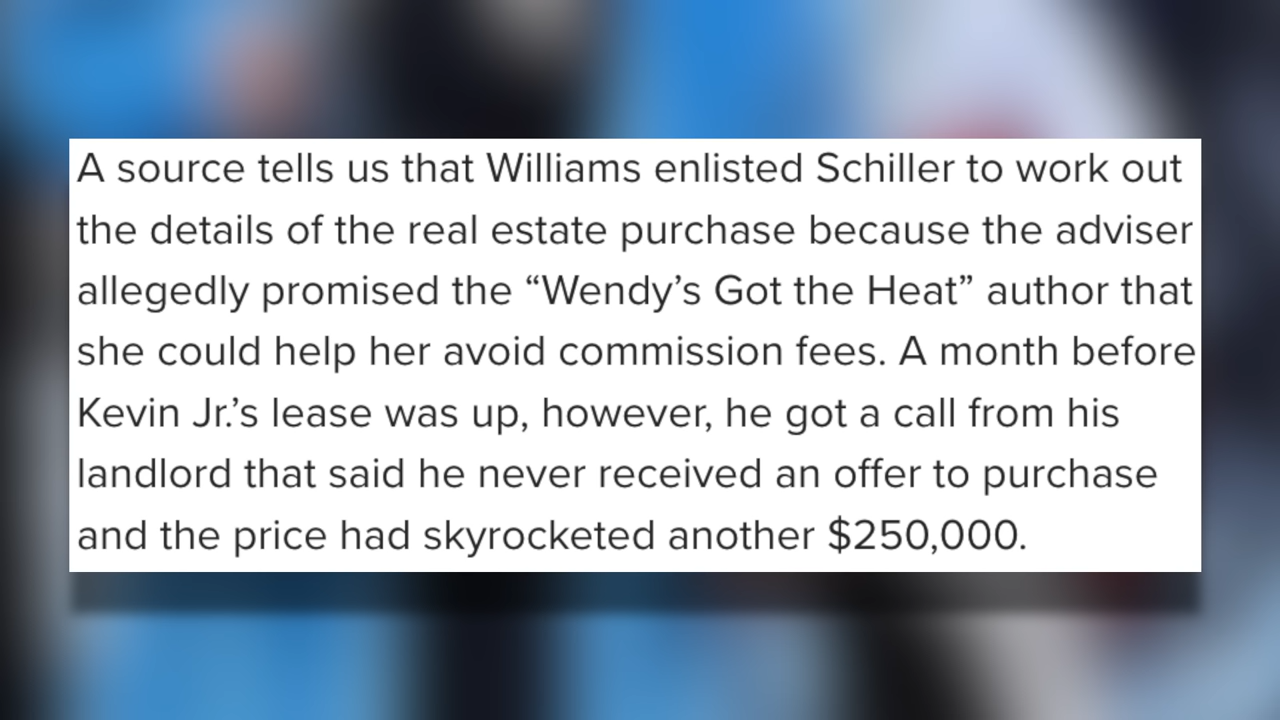 A source tells us that Williams enlisted Schiller to work out
the details of the real estate purchase because the adviser
allegedly promised the “Wendy’s Got the Heat” author that
she could help her avoid commission fees. A month before
Kevin Jr.’s lease was up, however, he got a call from his
landlord that said he never received an offer to purchase
and the price had skyrocketed another $250,000.